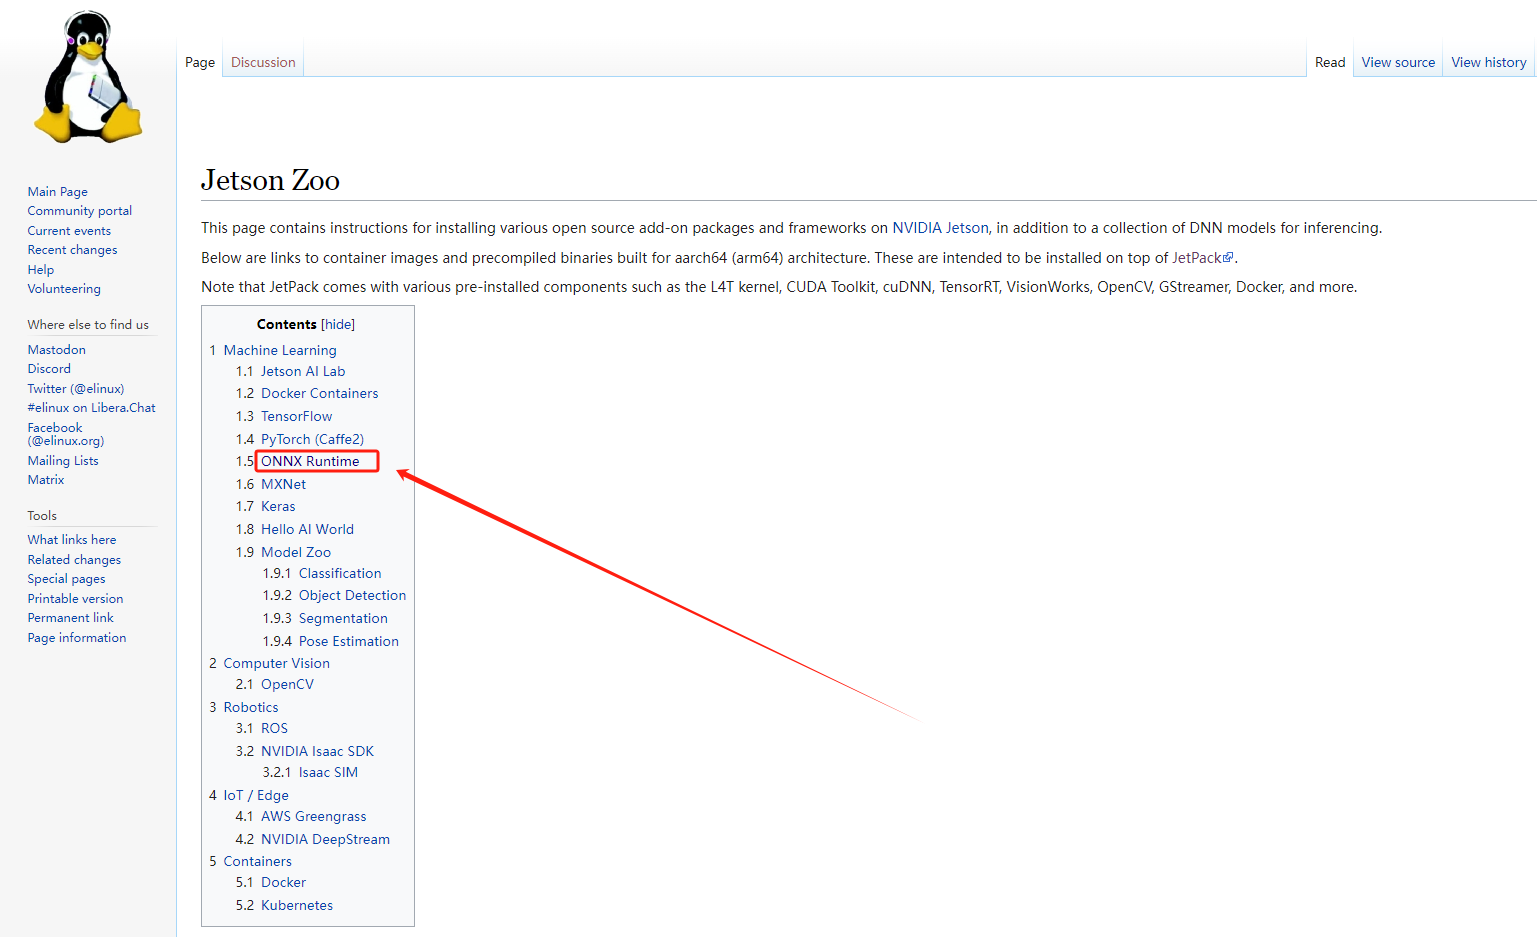 Page
Discussion
Read
View source
View history
Main Page
Community portal
Current events
Recent changes
Help
Volunteering
Where else to find us
Mastodon
Discord
Twitter (@elinux)
#elinux on Libera.Chat
Facebook
(@elinux.org)
Mailing Lists
Matrix
Tools
What links here
Related changes
Special pages
Printable version
Permanent link
Page information
Jetson Zoo
This page contains instructions for installing various open source add-on packages and frameworks on NVIDIA Jetson, in addition to a collection of DNN models for inferencing.
Below are links to container images and precompiled binaries built for aarch64 (arm64) architecture. These are intended to be installed on top of JetPack.
Note that JetPack comes with various pre-installed components such as the L4T kernel, CUDA Toolkit, cuDNN, TensorRT, VisionWorks, OpenCV, GStreamer, Docker, and more.
Contents [hide]
1 Machine Learning
1.1 Jetson AI Lab
1.2 Docker Containers
1.3 TensorFlow
1.4 PyTorch (Caffe2)
1.5 ONNX Runtime
1.6 MXNet
1.7 Keras
1.8 Hello AI World
1.9 Model Zoo
1.9.1 Classification
1.9.2 Object Detection
1.9.3 Segmentation
1.9.4 Pose Estimation
2 Computer Vision
2.1 OpenCV
3 Robotics
3.1 ROS
3.2 NVIDIA Isaac SDK
3.2.1 Isaac SIM
4 IoT / Edge
4.1 AWS Greengrass
4.2 NVIDIA DeepStream
5 Containers
5.1 Docker
5.2 Kubernetes